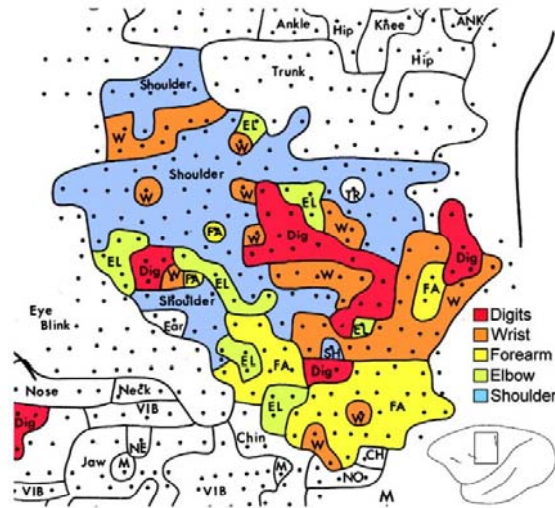 Ankle Hip Knee ANK
Hip
Trunk
Shoulder
W EL
W
Shoulder
W W EL TR
W
FA W Dig
EL Dig W FA EL W Dig
FA W
Shoulder
Ear
Eye
Blink
EL
SH
EL FA Dig
Nose Neck
VIB EL W FA
Dig
NE Chin W
Jaw M M CH
NO
VIB VIB M
Digits
Wrist
Forearm
Elbow
Shoulder